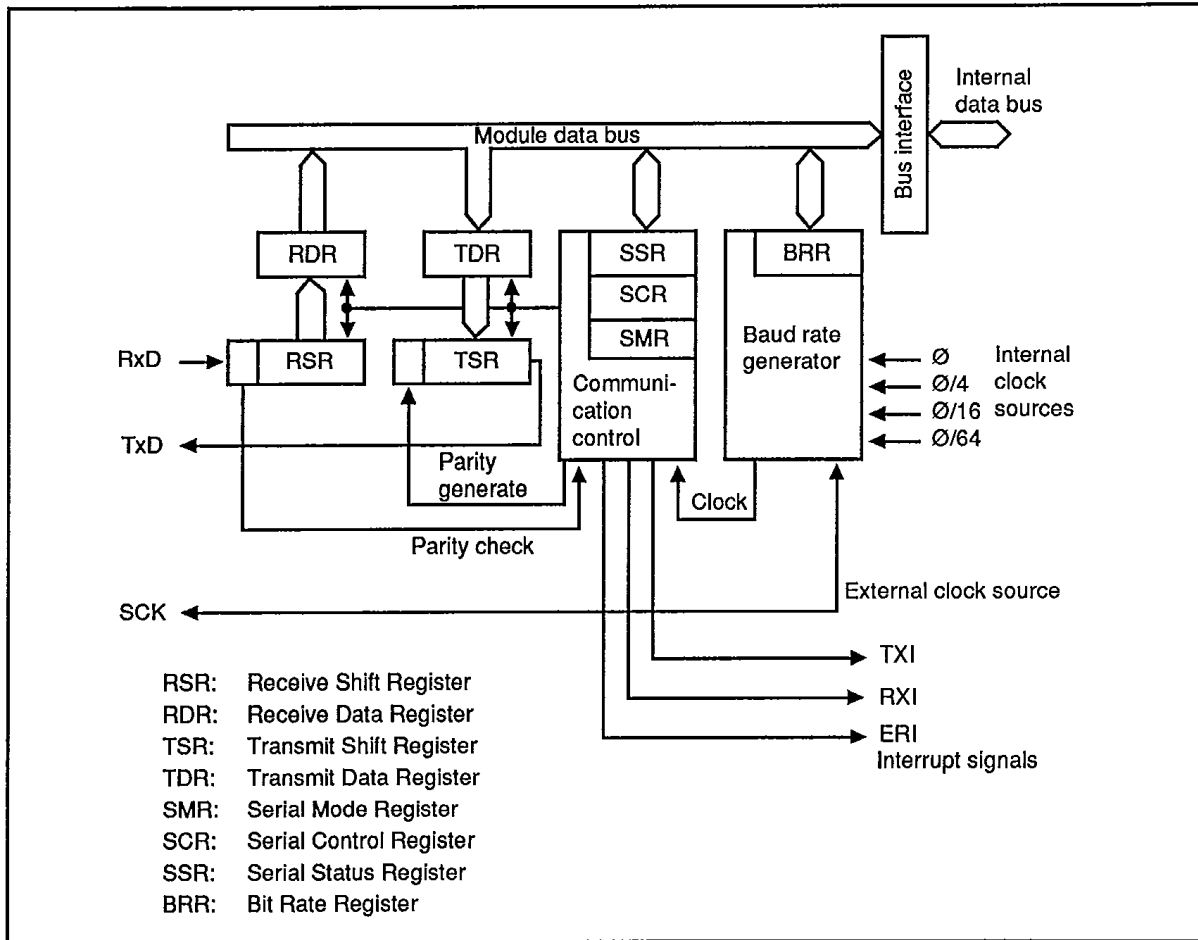 Internal
data bus
Bus interface
Module data bus
RDR
TDR
SSR
BRR
SCR
SMR
RxD
RSR
TSR
Baud rate
generator
Ø
Ø/4
Ø/16
Ø/64
Internal
clock
sources
Communi-
cation
control
TxD
Parity
generate
Clock
Parity check
External clock source
SCK
TXI
RXI
ERI
Interrupt signals
RSR: Receive Shift Register
RDR: Receive Data Register
TSR: Transmit Shift Register
TDR: Transmit Data Register
SMR: Serial Mode Register
SCR: Serial Control Register
SSR: Serial Status Register
BRR: Bit Rate Register